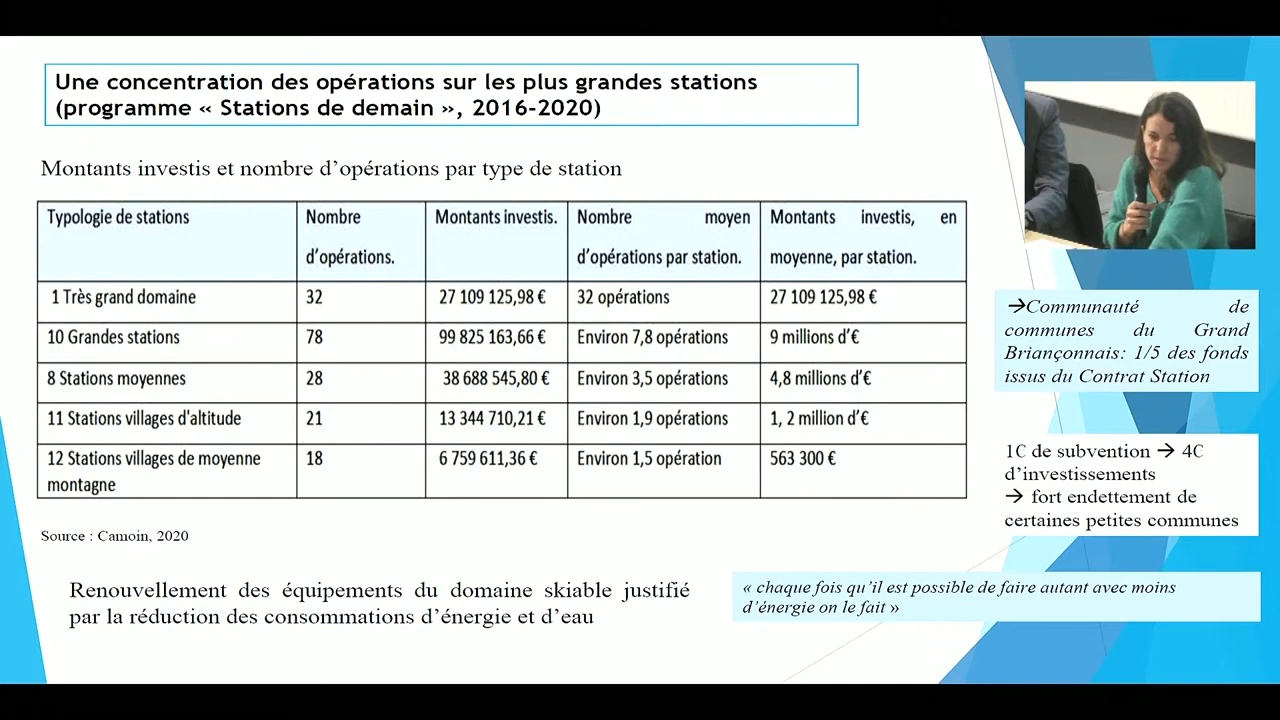 Une concentration des opérations sur les plus grandes stations
(programme « Stations de demain », 2016-2020)
Montants investis et nombre d’opérations par type de station
Typologie de stations
Nombre
d’opérations.
Montants investis.
Nombre moyen
d’opérations par station.
Montants investis, en
moyenne, par station.
1 Très grand domaine
32
27 109 125,98 €
32 opérations
27 109 125,98 €
10 Grandes stations
78
99 825 163,66 €
Environ 7,8 opérations
9 millions d’€
8 Stations moyennes
28
38 688 545,80 €
Environ 3,5 opérations
4,8 millions d’€
11 Stations villages d'altitude
21
13 344 710,21 €
Environ 1,9 opérations
1, 2 million d’€
12 Stations villages de moyenne
montagne
18
6 759 611,36 €
Environ 1,5 opération
563 300 €
Source : Camoin, 2020
→Communauté de
communes du Grand
Briançonnais: 1/5 des fonds
issus du Contrat Station
1€ de subvention → 4€
d’investissements
→ fort endettement de
certaines petites communes
Renouvellement des équipements du domaine skiable justifié
par la réduction des consommations d’énergie et d’eau
« chaque fois qu’il est possible de faire autant avec moins
d’énergie on le fait »